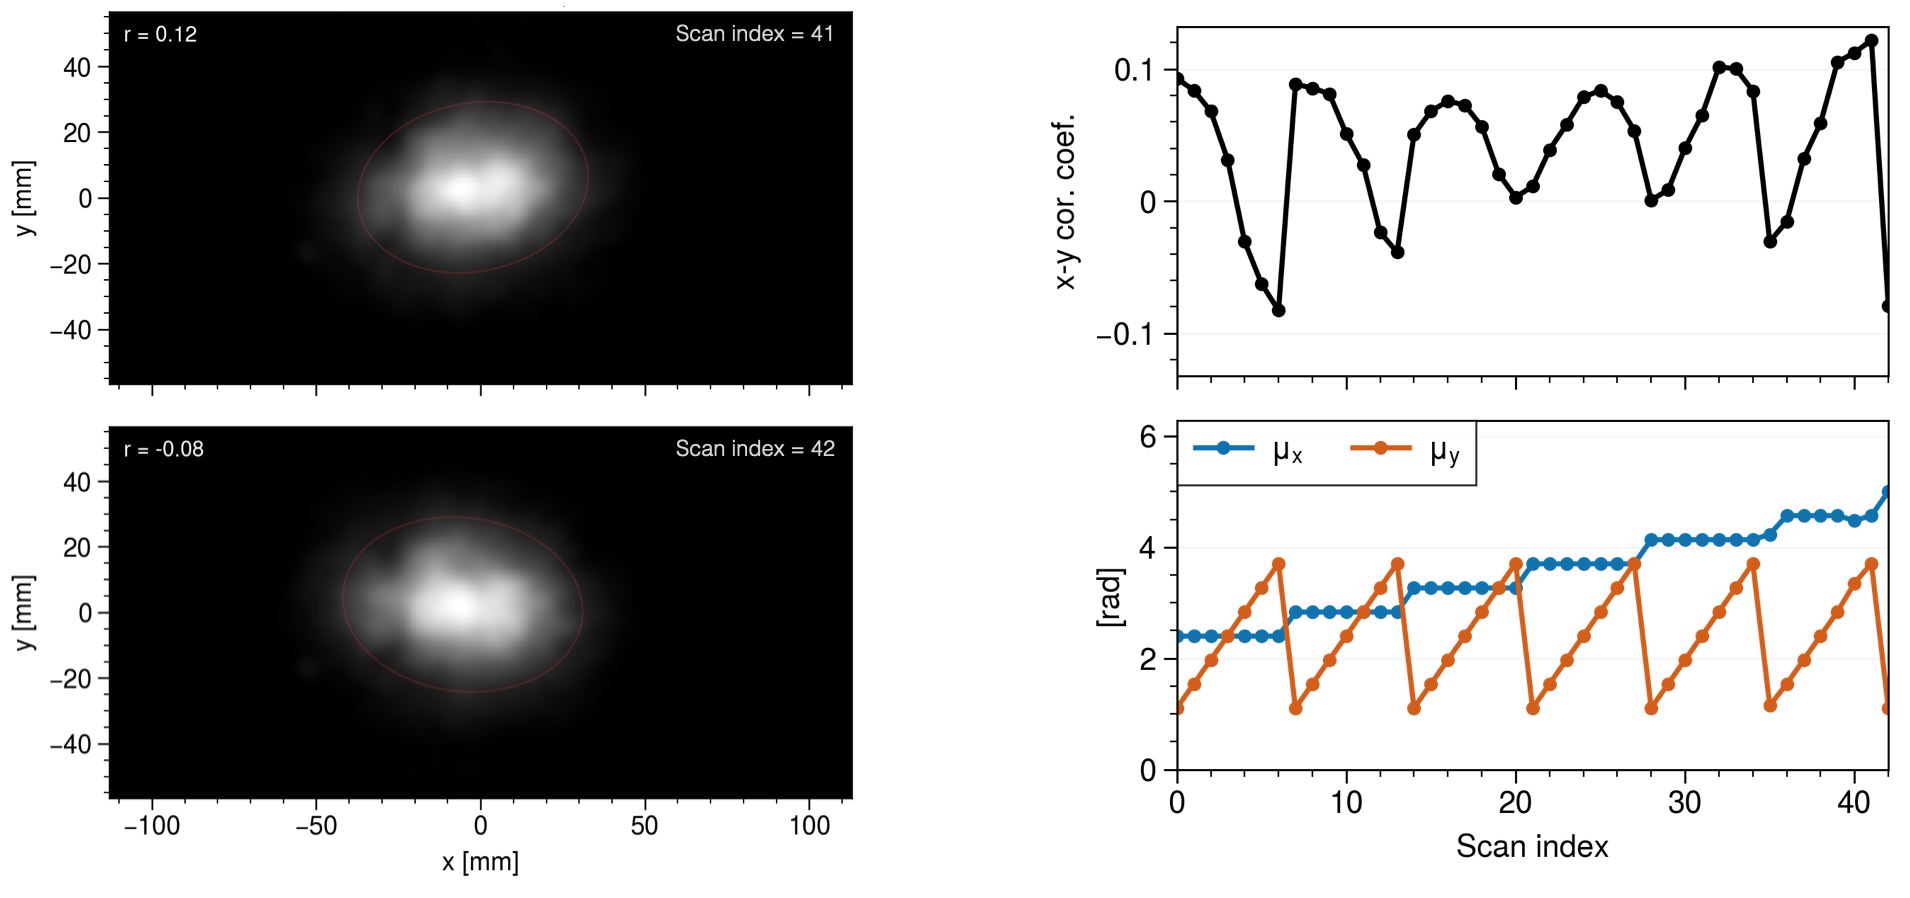 r = 0.12
Scan index = 41
40
20
0
−20
−40
y [mm]
r = -0.08
Scan index = 42
40
20
0
−20
−40
y [mm]
−100
−50
0
50
100
x [mm]
0.1
0
−0.1
x-y cor. coef.
μx
μy
6
4
2
0
[rad]
0
10
20
30
40
Scan index